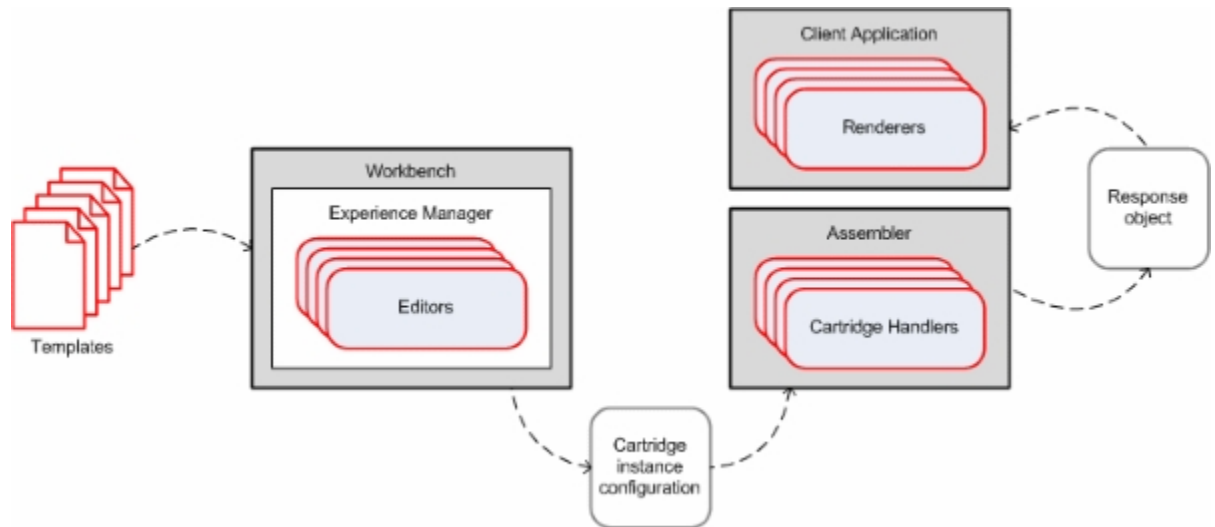 Client Application
Renderers
Workbench
Experience Manager
Editors
Templates
Response
object
Assembler
Cartridge Handlers
Cartridge
instance
configuration